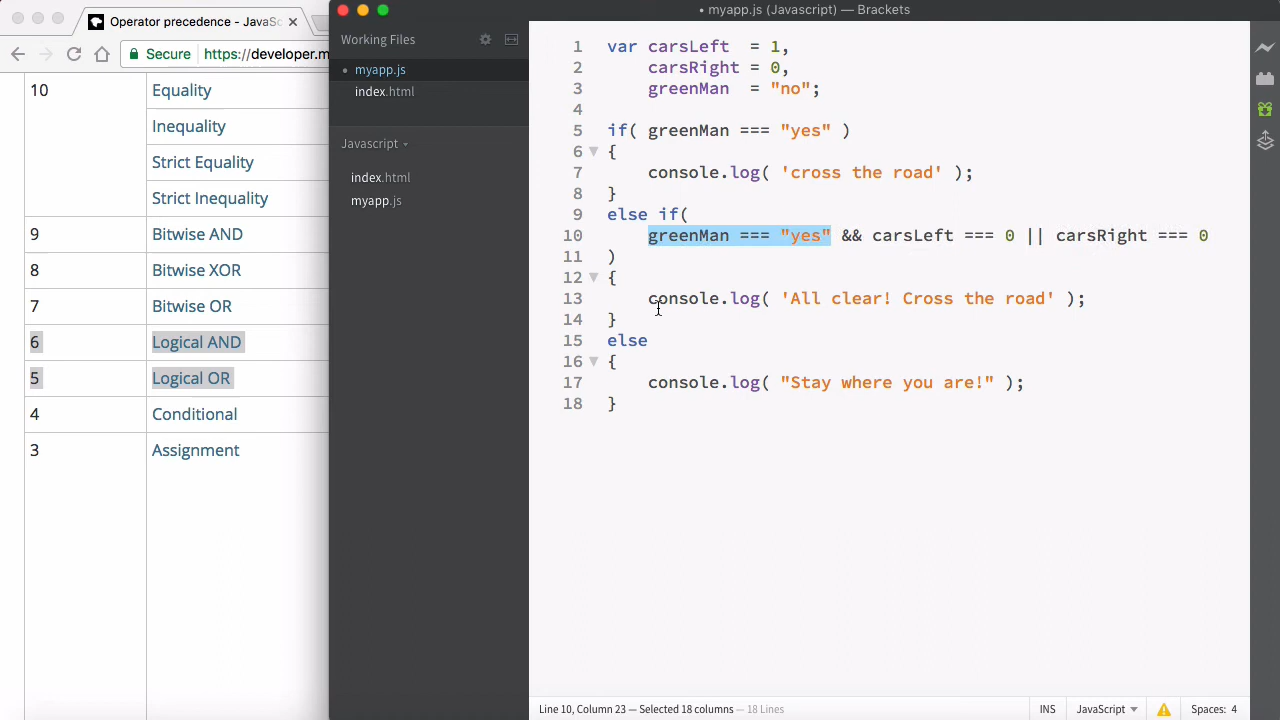 Operator precedence - JavaSc
Secure
https://developer.m
10
Equality
Inequality
Strict Equality
Strict Inequality
9
Bitwise AND
8
Bitwise XOR
7
Bitwise OR
6
Logical AND
5
Logical OR
4
Conditional
3
Assignment
• myapp.js (Javascript) — Brackets
Working Files
• myapp.js
index.html
Javascript
index.html
myapp.js
1 var carsLeft  = 1,
2     carsRight = 0,
3     greenMan  = "no";
4
5 if( greenMan === "yes" )
6 {
7     console.log( 'cross the road' );
8 }
9 else if(
10     greenMan === "yes" && carsLeft === 0 || carsRight === 0
11 )
12 {
13     console.log( 'All clear! Cross the road' );
14 }
15 else
16 {
17     console.log( "Stay where you are!" );
18 }
Line 10, Column 23 — Selected 18 columns — 18 Lines
INS
JavaScript
Spaces: 4